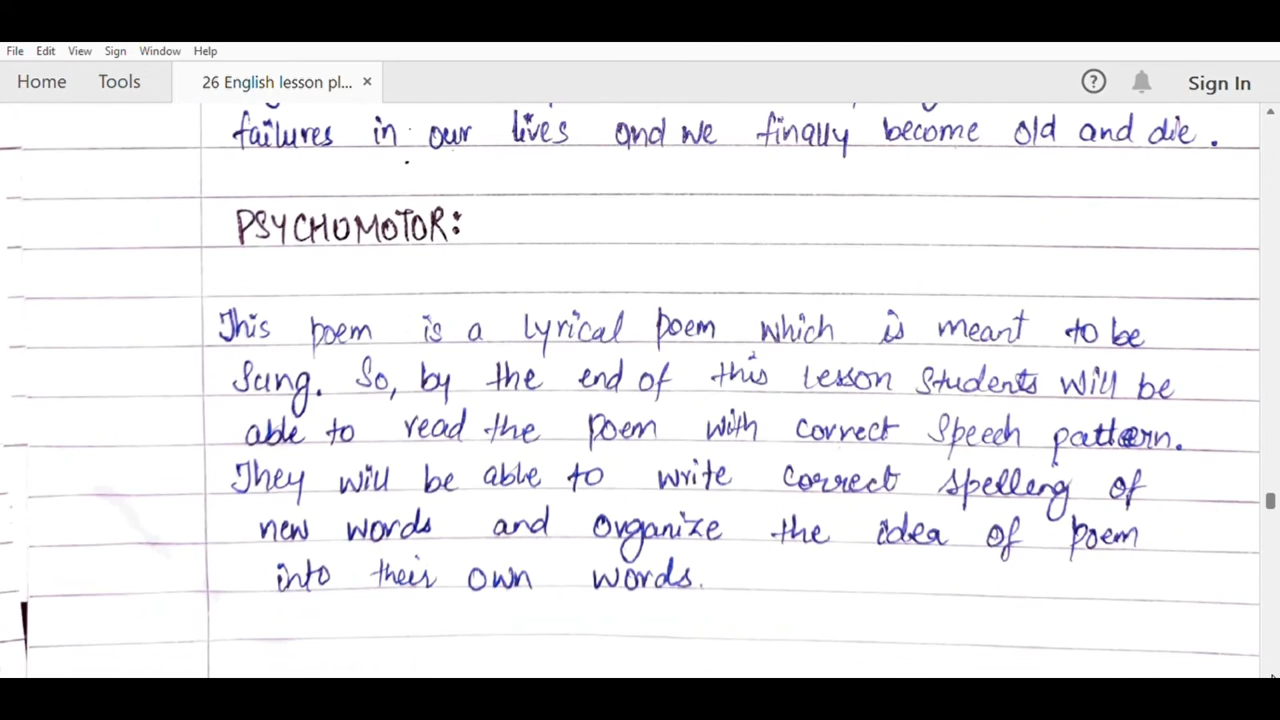 File Edit View Sign Window Help
Home Tools 26 English lesson pl... × Sign In
failures in our lives and we finally become old and die.
PSYCHOMOTOR:
This poem is a lyrical poem which is meant to be
Sung. So, by the end of this lesson students will be
able to read the poem with correct speech pattern.
They will be able to write correct spelling of
new words and organize the idea of poem
into their own words.